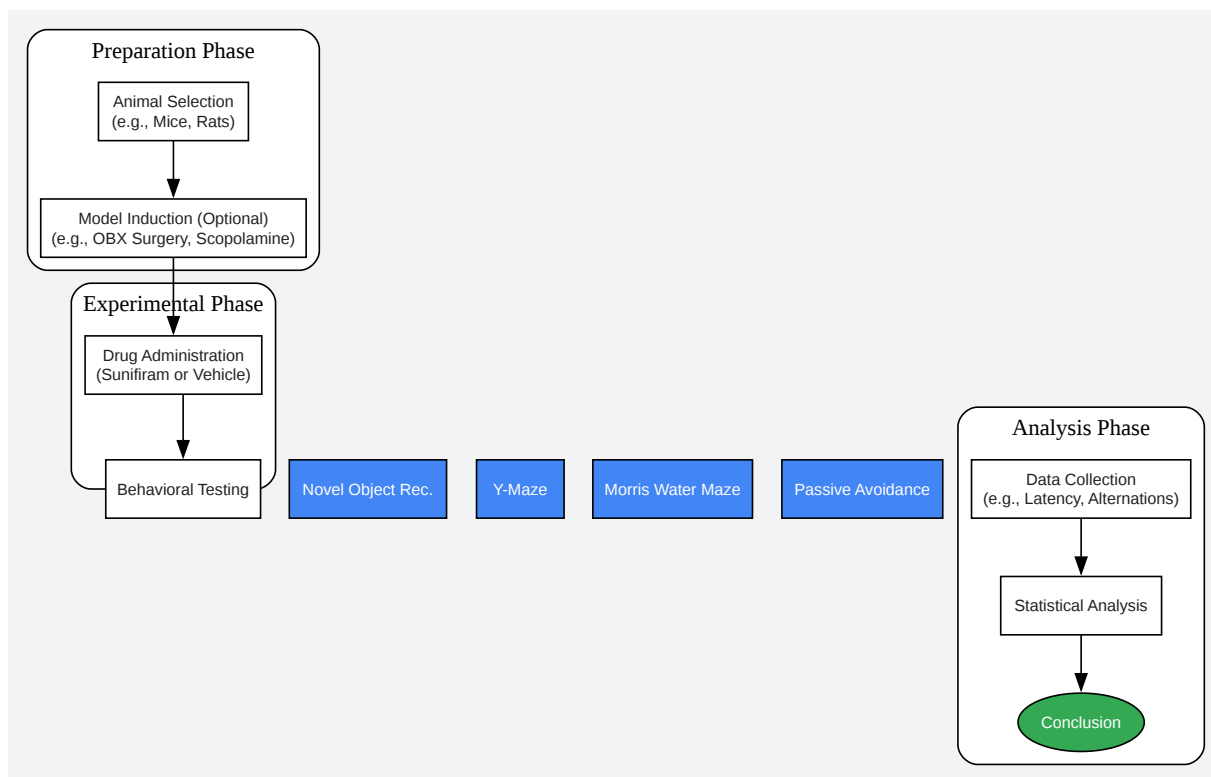 Preparation Phase
Animal Selection
(e.g., Mice, Rats)
Model Induction (Optional)
(e.g., OBX Surgery, Scopolamine)
Experimental Phase
Drug Administration
(Sunifiram or Vehicle)
Behavioral Testing
Novel Object Rec.
Y-Maze
Morris Water Maze
Passive Avoidance
Analysis Phase
Data Collection
(e.g., Latency, Alternations)
Statistical Analysis
Conclusion